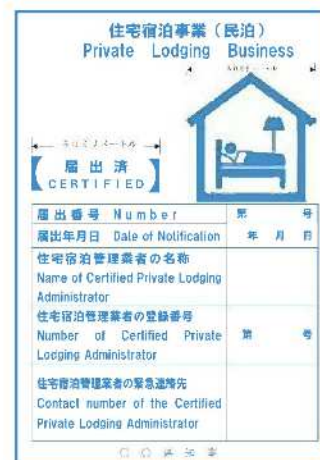 住宅宿泊事業（民泊）
Private Lodging Business
届出済
CERTIFIED
届出番号 Number 第 号
届出年月日 Date of Notification 年 月 日
住宅宿泊管理業者の名称
Name of Certified Private Lodging
Administrator
住宅宿泊管理業者の登録番号
Number of Certified Private
Lodging Administrator
第 号
住宅宿泊管理業者の緊急連絡先
Contact number of the Certified
Private Lodging Administrator